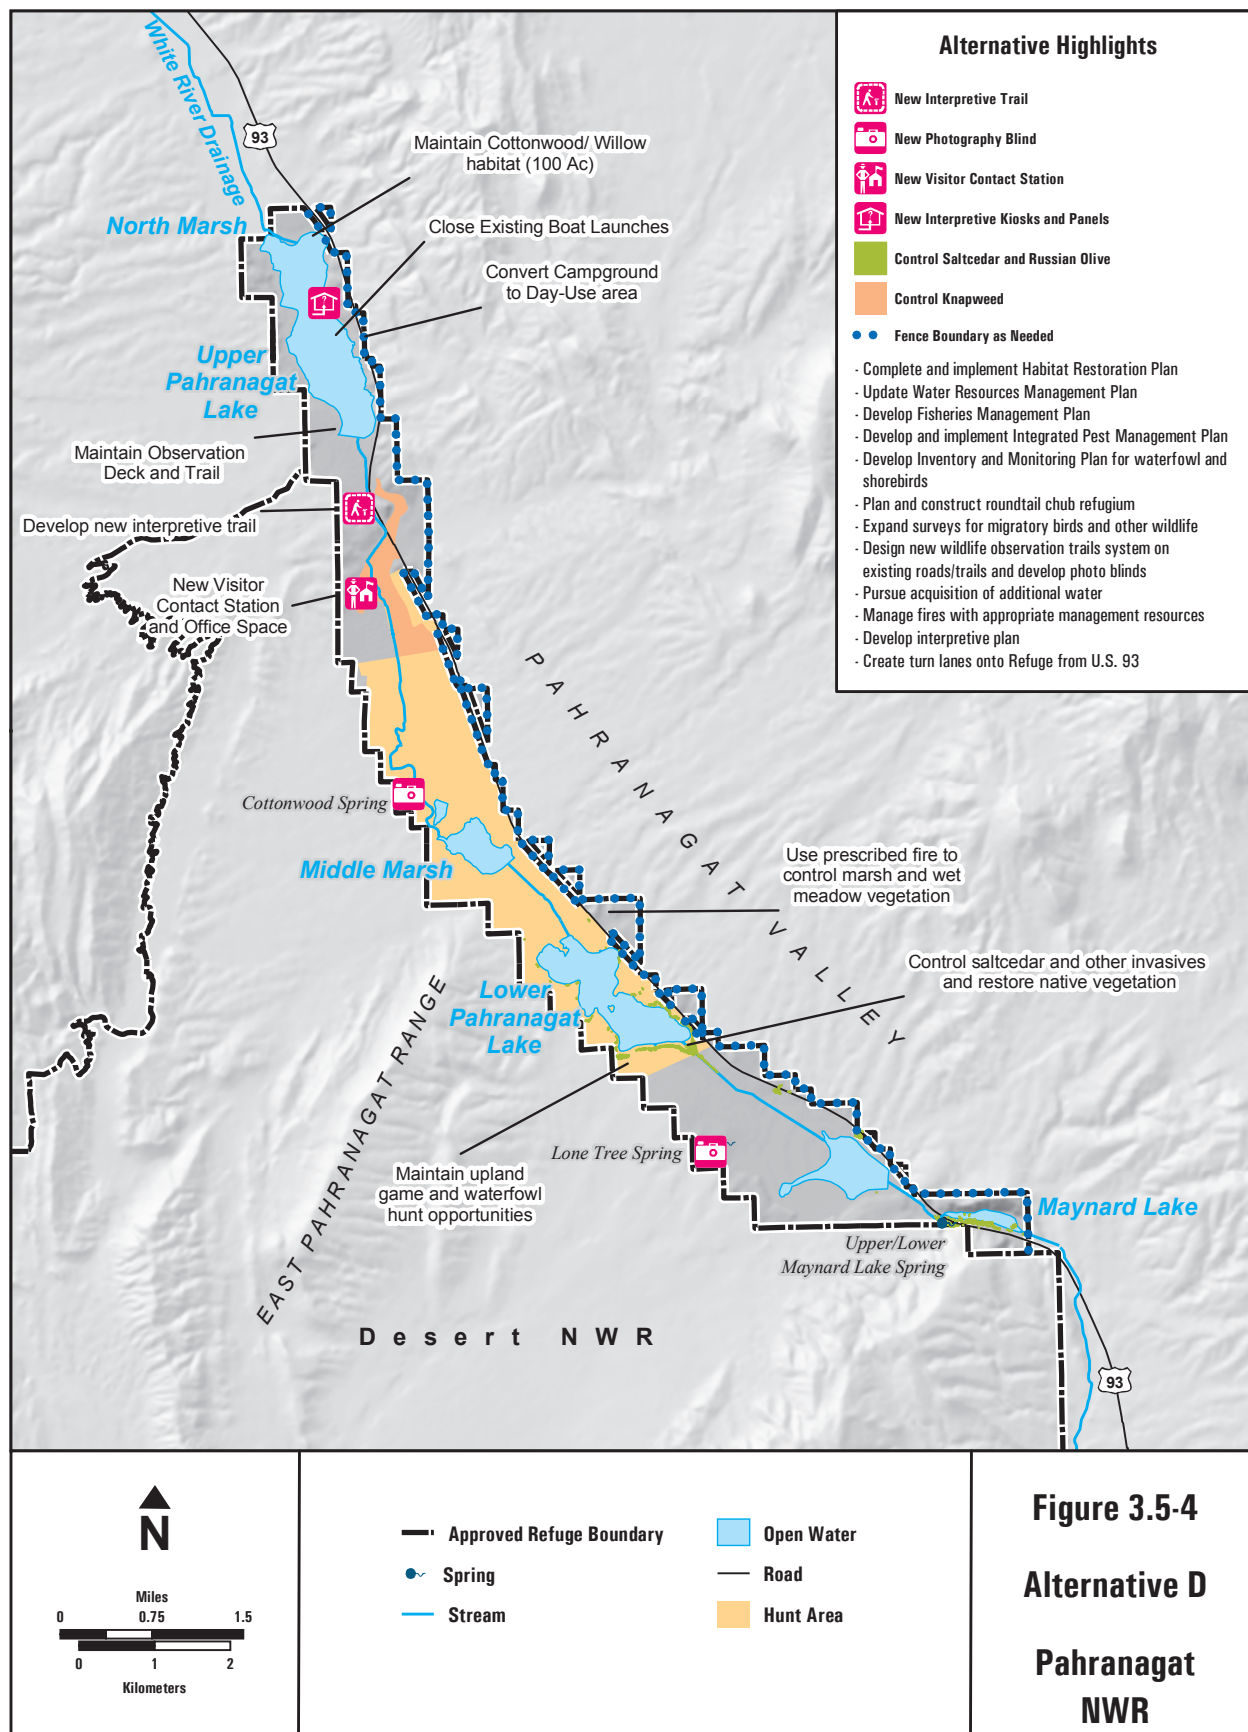 Alternative Highlights
New Interpretive Trail
New Photography Blind
New Visitor Contact Station
New Interpretive Kiosks and Panels
Control Saltcedar and Russian Olive
Control Knapweed
Fence Boundary as Needed
- Complete and implement Habitat Restoration Plan
- Update Water Resources Management Plan
- Develop Fisheries Management Plan
- Develop and implement Integrated Pest Management Plan
- Develop Inventory and Monitoring Plan for waterfowl and
shorebirds
- Plan and construct roundtail chub refugium
- Expand surveys for migratory birds and other wildlife
- Design new wildlife observation trails system on
existing roads/trails and develop photo blinds
- Pursue acquisition of additional water
- Manage fires with appropriate management resources
- Develop interpretive plan
- Create turn lanes onto Refuge from U.S. 93
White River Drainage
93
Maintain Cottonwood/ Willow
habitat (100 Ac)
North Marsh
Close Existing Boat Launches
Convert Campground
to Day-Use area
?
Upper
Pahranagat
Lake
Maintain Observation
Deck and Trail
Develop new interpretive trail
New Visitor
Contact Station
and Office Space
PAHRANAGAT VALLEY
Cottonwood Spring
Middle Marsh
Use prescribed fire to
control marsh and wet
meadow vegetation
Control saltcedar and other invasives
and restore native vegetation
Lower
Pahranagat
Lake
EAST PAHRANAGAT RANGE
Lone Tree Spring
Maintain upland
game and waterfowl
hunt opportunities
Maynard Lake
Upper/Lower
Maynard Lake Spring
Desert NWR
93
N
Miles
0 0.75 1.5
0 1 2
Kilometers
Approved Refuge Boundary
Spring
Stream
Open Water
Road
Hunt Area
Figure 3.5-4
Alternative D
Pahranagat
NWR